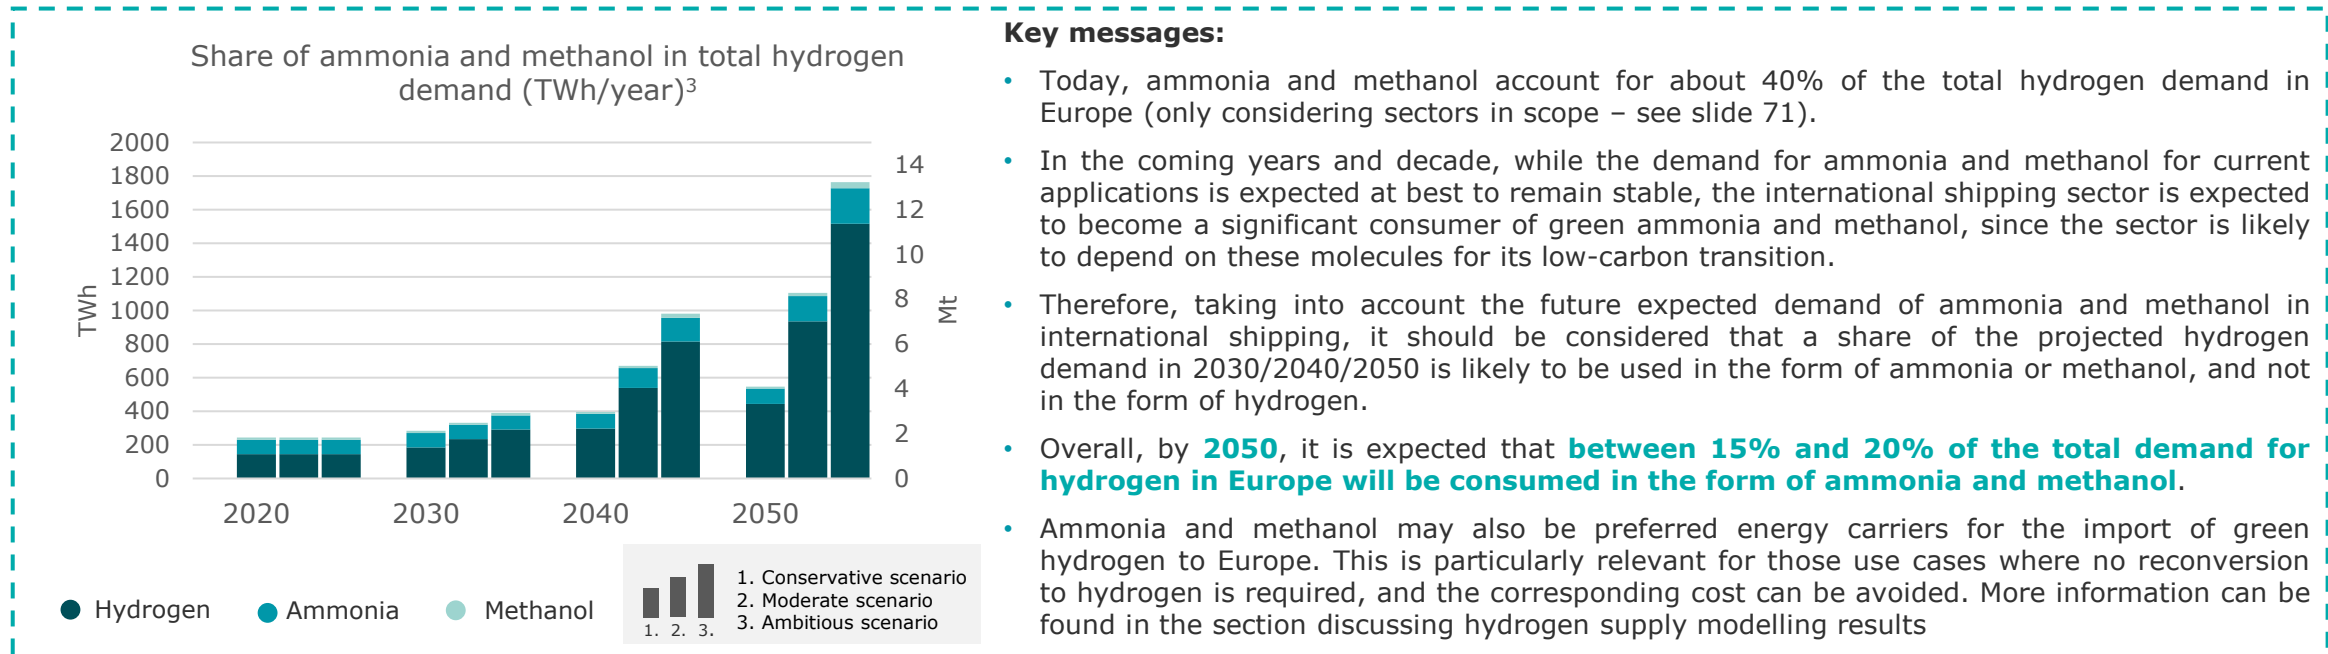 Share of ammonia and methanol in total hydrogen
demand (TWh/year)3
2000
1800
1600
1400
1200
1000
800
600
400
200
0
TWh
14
12
10
8
6
4
2
0
Mt
2020
2030
2040
2050
Hydrogen
Ammonia
Methanol
1. 2. 3.
1. Conservative scenario
2. Moderate scenario
3. Ambitious scenario
Key messages:
• Today, ammonia and methanol account for about 40% of the total hydrogen demand in
Europe (only considering sectors in scope – see slide 71).
• In the coming years and decade, while the demand for ammonia and methanol for current
applications is expected at best to remain stable, the international shipping sector is expected
to become a significant consumer of green ammonia and methanol, since the sector is likely
to depend on these molecules for its low-carbon transition.
• Therefore, taking into account the future expected demand of ammonia and methanol in
international shipping, it should be considered that a share of the projected hydrogen
demand in 2030/2040/2050 is likely to be used in the form of ammonia or methanol, and not
in the form of hydrogen.
• Overall, by 2050, it is expected that between 15% and 20% of the total demand for
hydrogen in Europe will be consumed in the form of ammonia and methanol.
• Ammonia and methanol may also be preferred energy carriers for the import of green
hydrogen to Europe. This is particularly relevant for those use cases where no reconversion
to hydrogen is required, and the corresponding cost can be avoided. More information can be
found in the section discussing hydrogen supply modelling results